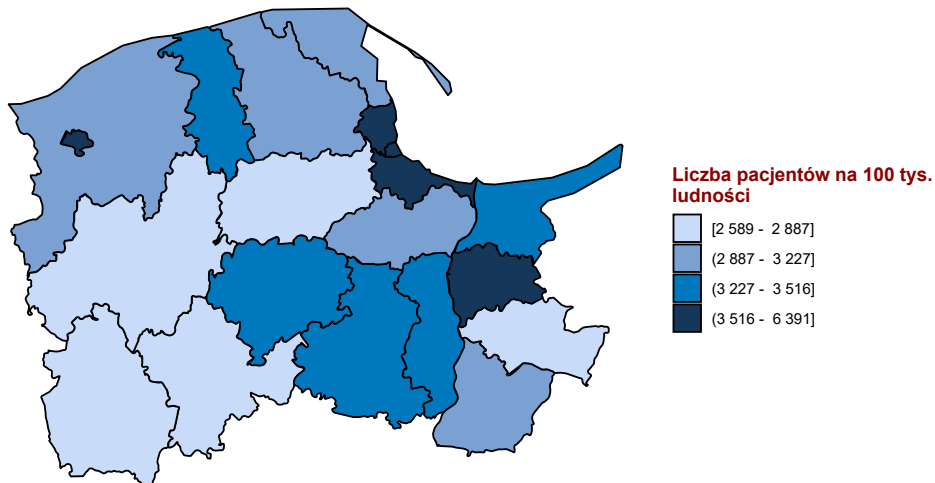 Liczba pacjentów na 100 tys.
ludności
[2 589 - 2 887]
(2 887 - 3 227]
(3 227 - 3 516]
(3 516 - 6 391]